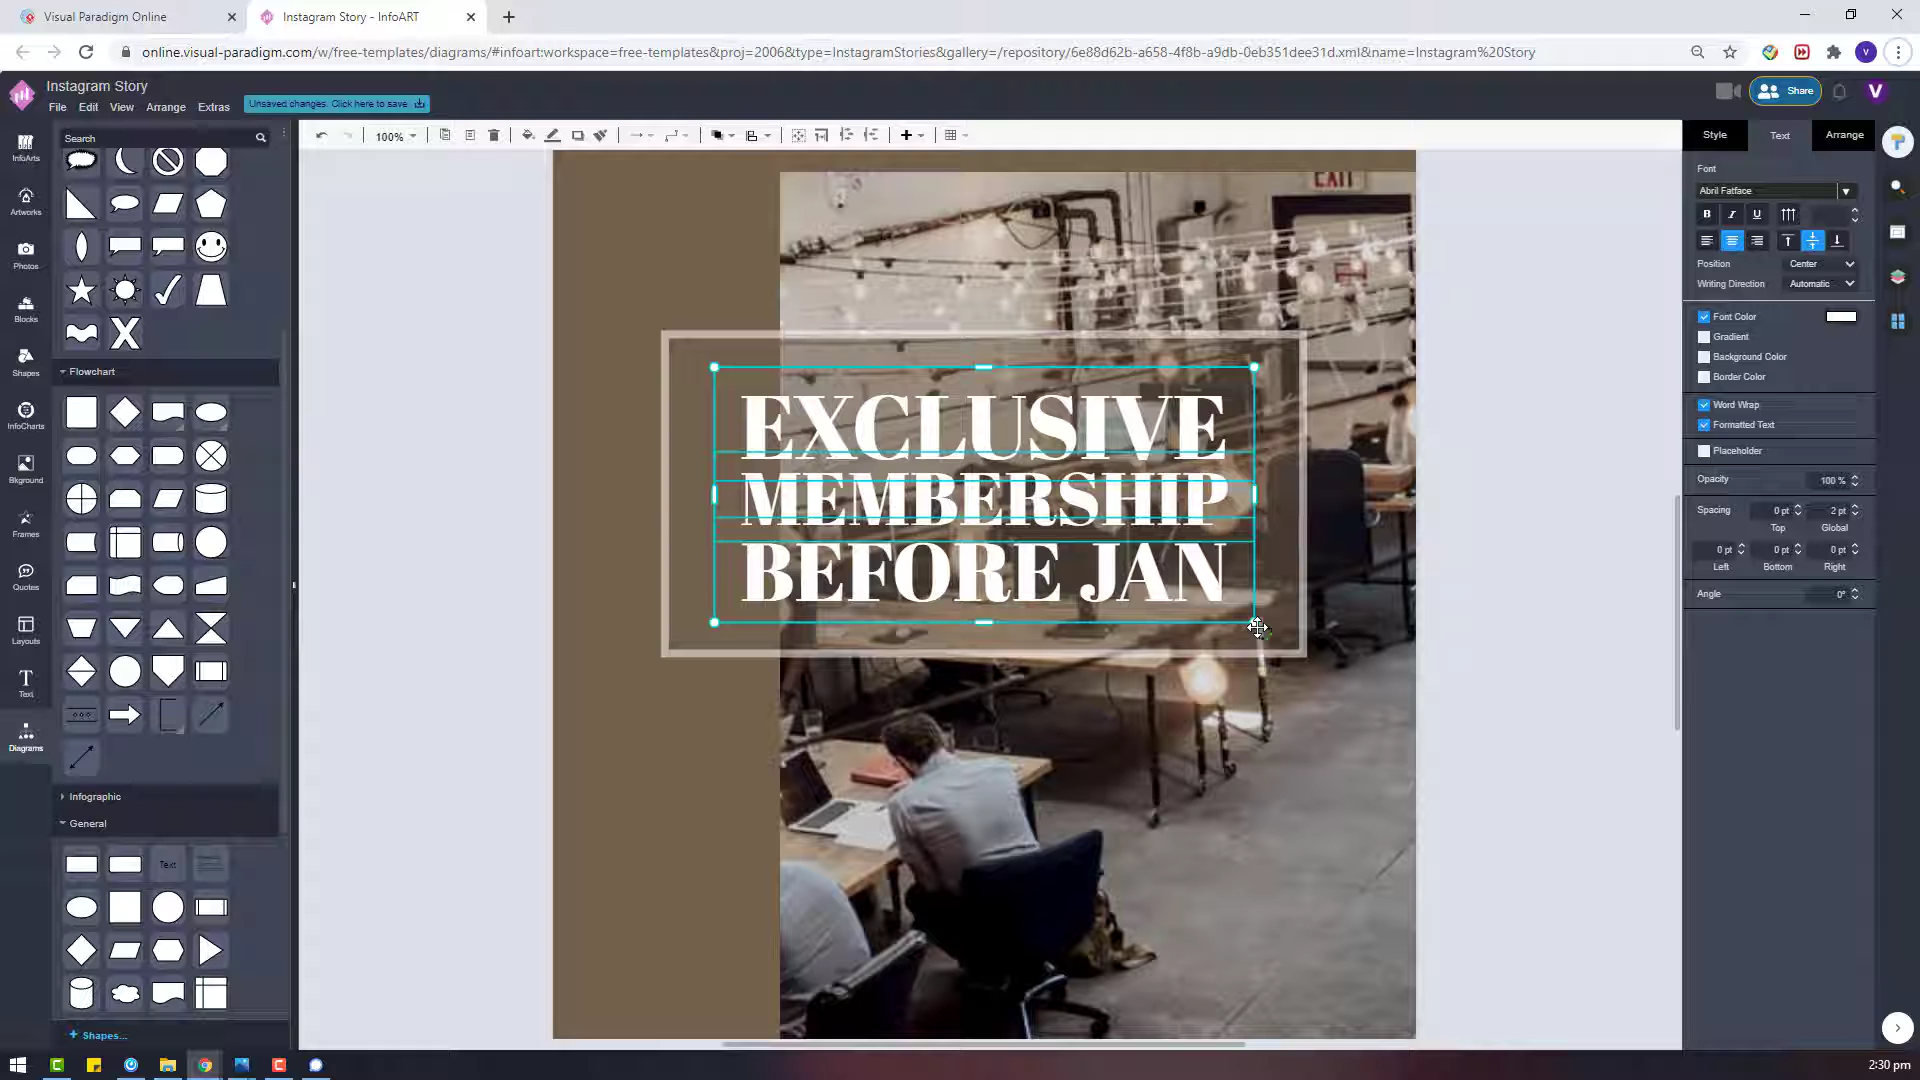 Visual Paradigm Online
Instagram Story - InfoART
online.visual-paradigm.com/w/free-templates/diagrams/#infoart:workspace=free-templates&proj=2006&type=InstagramStories&gallery=/repository/6e88d62b-a658-4f8b-a9db-0eb351dee31d.xml&name=Instagram%20Story
V
Instagram Story
File Edit View Arrange Extras
Unsaved changes. Click here to save
Share
V
Search
100%
Style Text Arrange
InfoArts
Artworks
Photos
Blocks
Shapes
InfoCharts
Bkground
Frames
Quotes
Layouts
Text
Diagrams
Flowchart
Infographic
General
Text
Shapes...
EXIT
EXCLUSIVE
MEMBERSHIP
BEFORE JAN
Font
Abril Fatface
B I U
Position Center
Writing Direction Automatic
Font Color
Gradient
Background Color
Border Color
Word Wrap
Formatted Text
Placeholder
Opacity 100 %
Spacing 0 pt 2 pt
Top Global
0 pt 0 pt 0 pt
Left Bottom Right
Angle 0°
2:30 pm